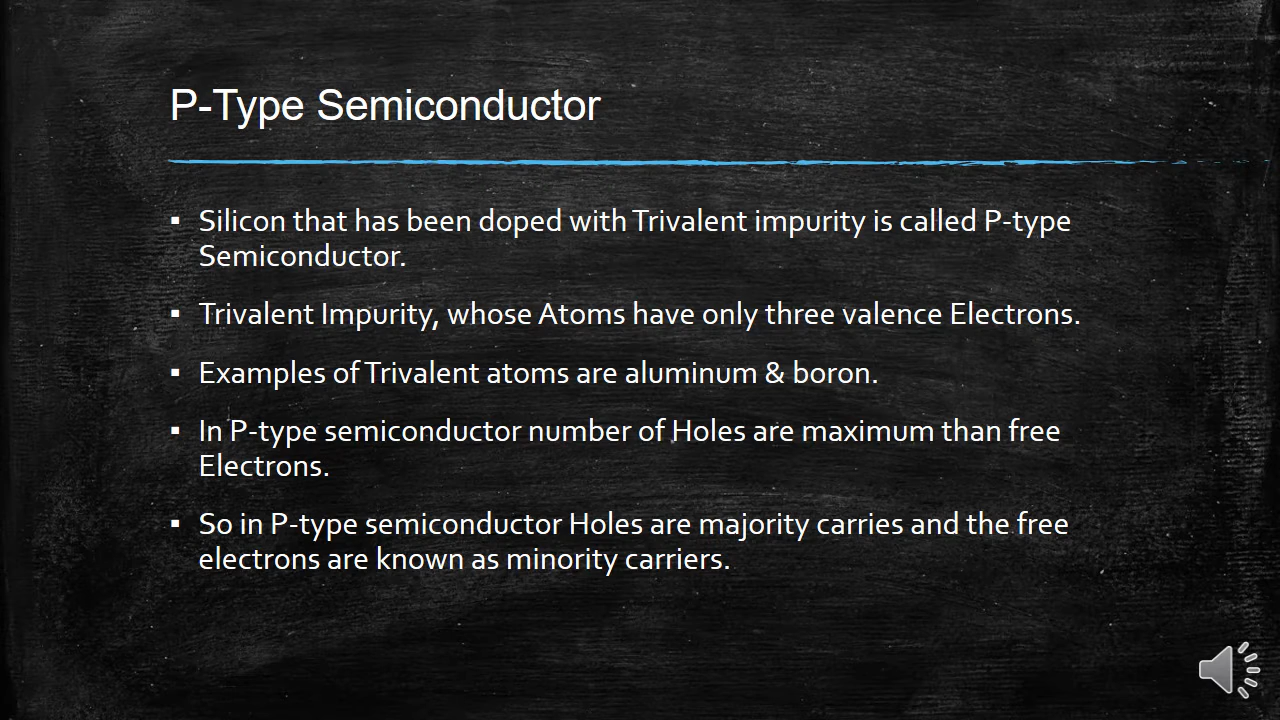 P-Type Semiconductor
▪ Silicon that has been doped with Trivalent impurity is called P-type
Semiconductor.
▪ Trivalent Impurity, whose Atoms have only three valence Electrons.
▪ Examples of Trivalent atoms are aluminum & boron.
▪ In P-type semiconductor number of Holes are maximum than free
Electrons.
▪ So in P-type semiconductor Holes are majority carries and the free
electrons are known as minority carriers.